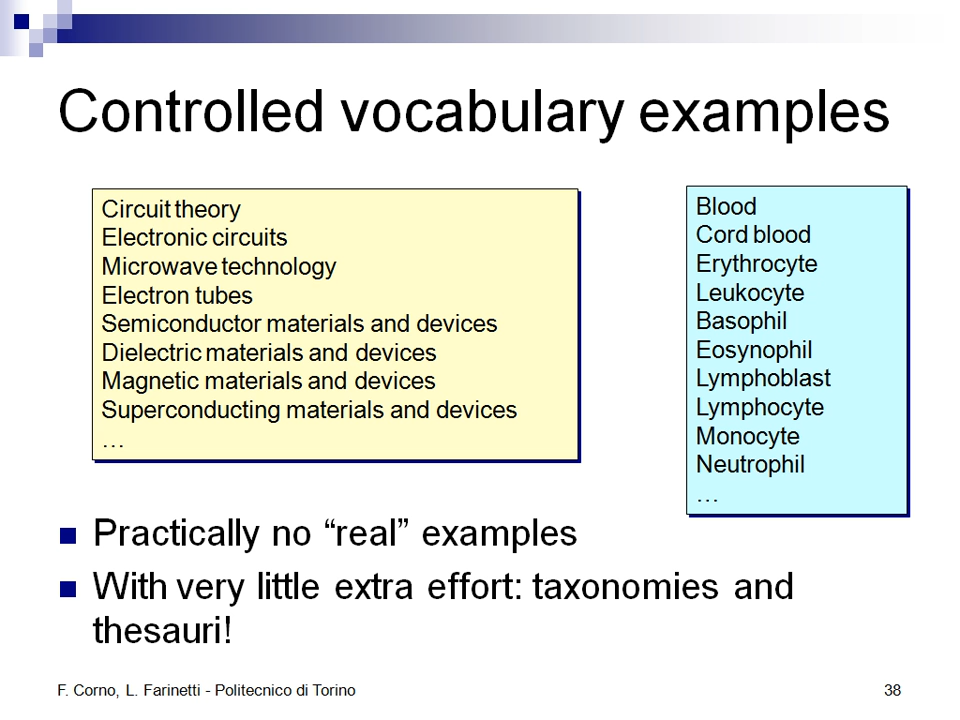 Controlled vocabulary examples
Circuit theory
Electronic circuits
Microwave technology
Electron tubes
Semiconductor materials and devices
Dielectric materials and devices
Magnetic materials and devices
Superconducting materials and devices
…
Blood
Cord blood
Erythrocyte
Leukocyte
Basophil
Eosynophil
Lymphoblast
Lymphocyte
Monocyte
Neutrophil
…
Practically no “real” examples
With very little extra effort: taxonomies and
thesauri!
F. Corno, L. Farinetti - Politecnico di Torino
38